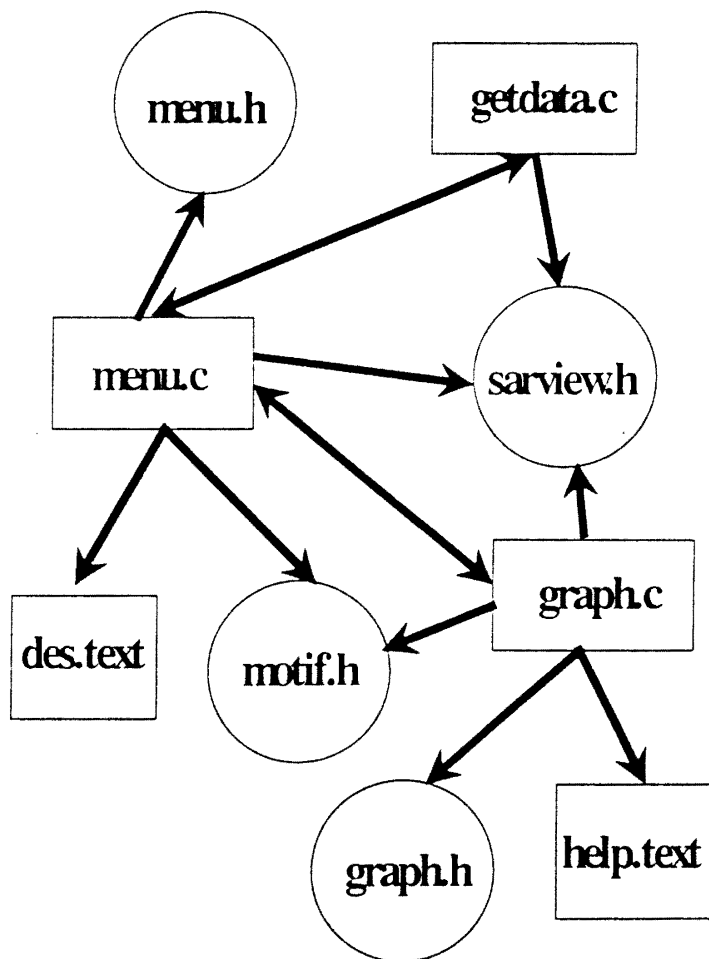 menu.h
getdata.c
menu.c
sarview.h
graph.c
des.text
motif.h
graph.h
help.text